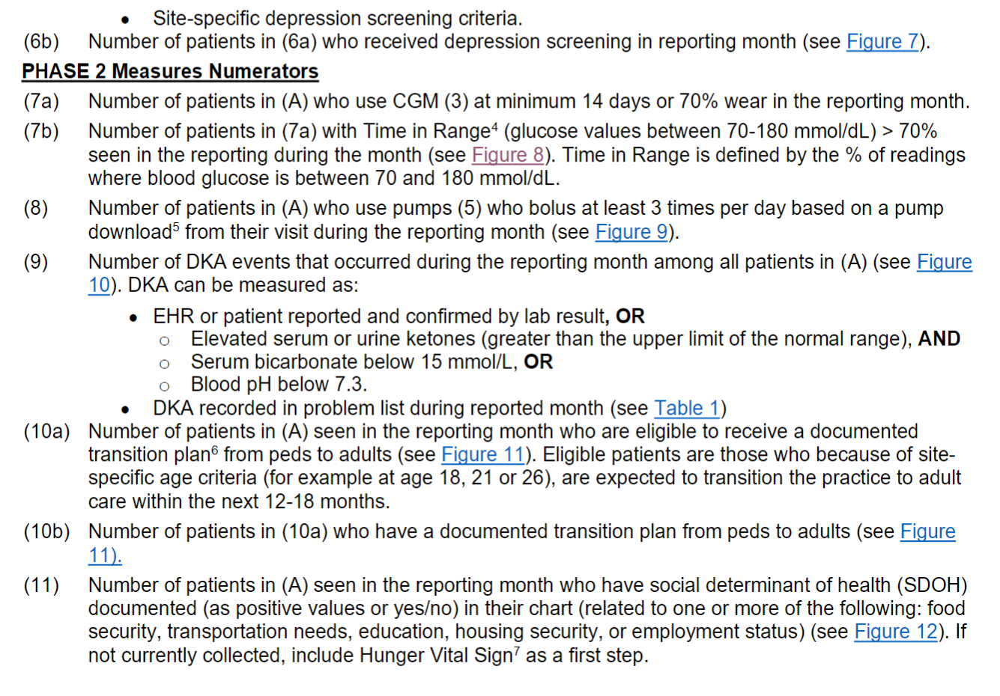 • Site-specific depression screening criteria.
(6b) Number of patients in (6a) who received depression screening in reporting month (see Figure 7).
PHASE 2 Measures Numerators
(7a) Number of patients in (A) who use CGM (3) at minimum 14 days or 70% wear in the reporting month.
(7b) Number of patients in (7a) with Time in Range⁴ (glucose values between 70-180 mmol/dL) > 70%
seen in the reporting during the month (see Figure 8). Time in Range is defined by the % of readings
where blood glucose is between 70 and 180 mmol/dL.
(8) Number of patients in (A) who use pumps (5) who bolus at least 3 times per day based on a pump
download⁵ from their visit during the reporting month (see Figure 9).
(9) Number of DKA events that occurred during the reporting month among all patients in (A) (see Figure
10). DKA can be measured as:
• EHR or patient reported and confirmed by lab result, OR
○ Elevated serum or urine ketones (greater than the upper limit of the normal range), AND
○ Serum bicarbonate below 15 mmol/L, OR
○ Blood pH below 7.3.
• DKA recorded in problem list during reported month (see Table 1)
(10a) Number of patients in (A) seen in the reporting month who are eligible to receive a documented
transition plan⁶ from peds to adults (see Figure 11). Eligible patients are those who because of site-
specific age criteria (for example at age 18, 21 or 26), are expected to transition the practice to adult
care within the next 12-18 months.
(10b) Number of patients in (10a) who have a documented transition plan from peds to adults (see Figure
11).
(11) Number of patients in (A) seen in the reporting month who have social determinant of health (SDOH)
documented (as positive values or yes/no) in their chart (related to one or more of the following: food
security, transportation needs, education, housing security, or employment status) (see Figure 12). If
not currently collected, include Hunger Vital Sign⁷ as a first step.